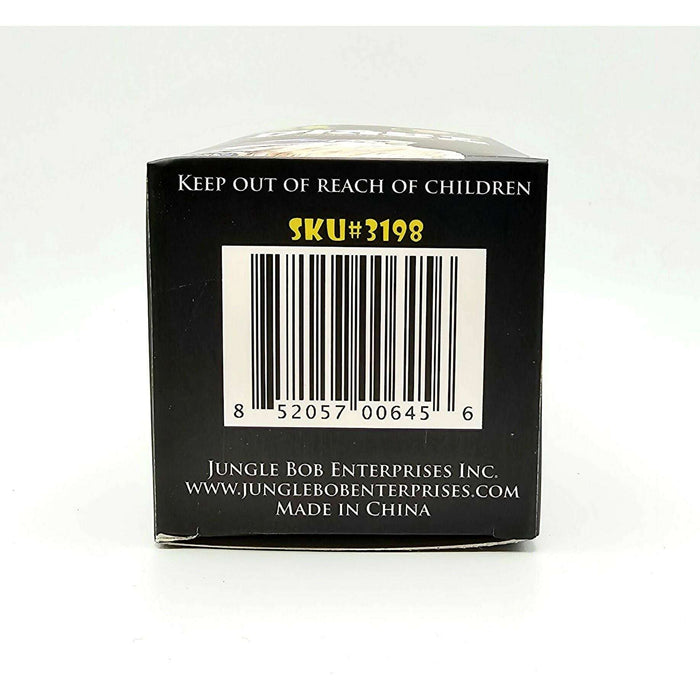 KEEP OUT OF REACH OF CHILDREN
SKU#3198
8 52057 00645 6
JUNGLE BOB ENTERPRISES INC.
WWW.JUNGLEBOBENTERPRISES.COM
MADE IN CHINA